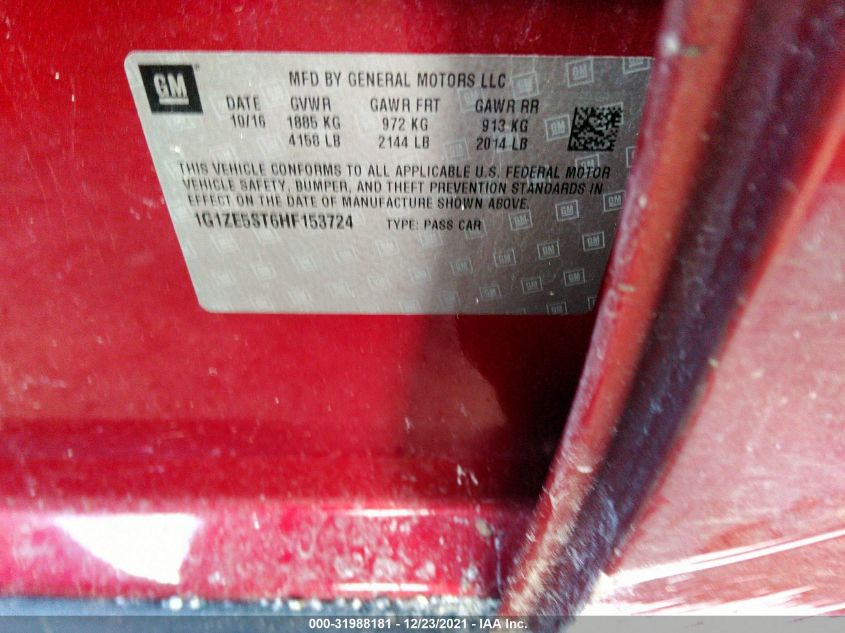 GM
MFD BY GENERAL MOTORS LLC
DATE GVWR GAWR FRT GAWR RR
10/16 1885 KG 972 KG 913 KG
4156 LB 2144 LB 2014 LB
THIS VEHICLE CONFORMS TO ALL APPLICABLE U.S. FEDERAL MOTOR
VEHICLE SAFETY, BUMPER, AND THEFT PREVENTION STANDARDS IN
EFFECT ON THE DATE OF MANUFACTURE SHOWN ABOVE.
1G1ZE5ST6HF153724 TYPE: PASS CAR
000-31988181 - 12/23/2021 - IAA Inc.